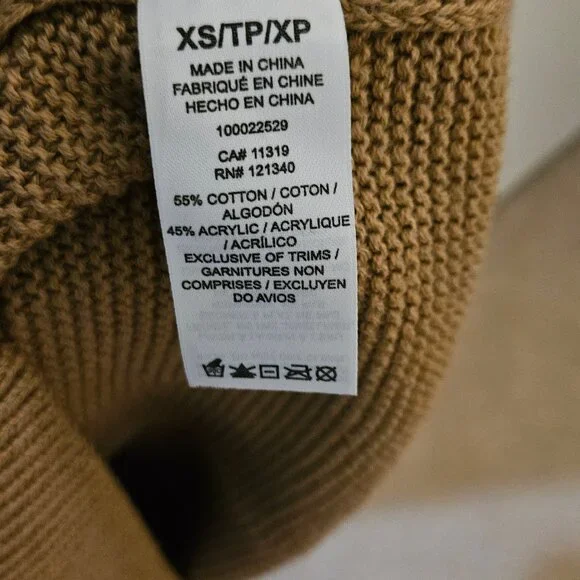 XS/TP/XP
MADE IN CHINA
FABRIQUÉ EN CHINE
HECHO EN CHINA
100022529
CA# 11319
RN# 121340
55% COTTON / COTON /
ALGODÓN
45% ACRYLIC / ACRYLIQUE
/ ACRÍLICO
EXCLUSIVE OF TRIMS /
GARNITURES NON
COMPRISES / EXCLUYEN
DO AVIOS